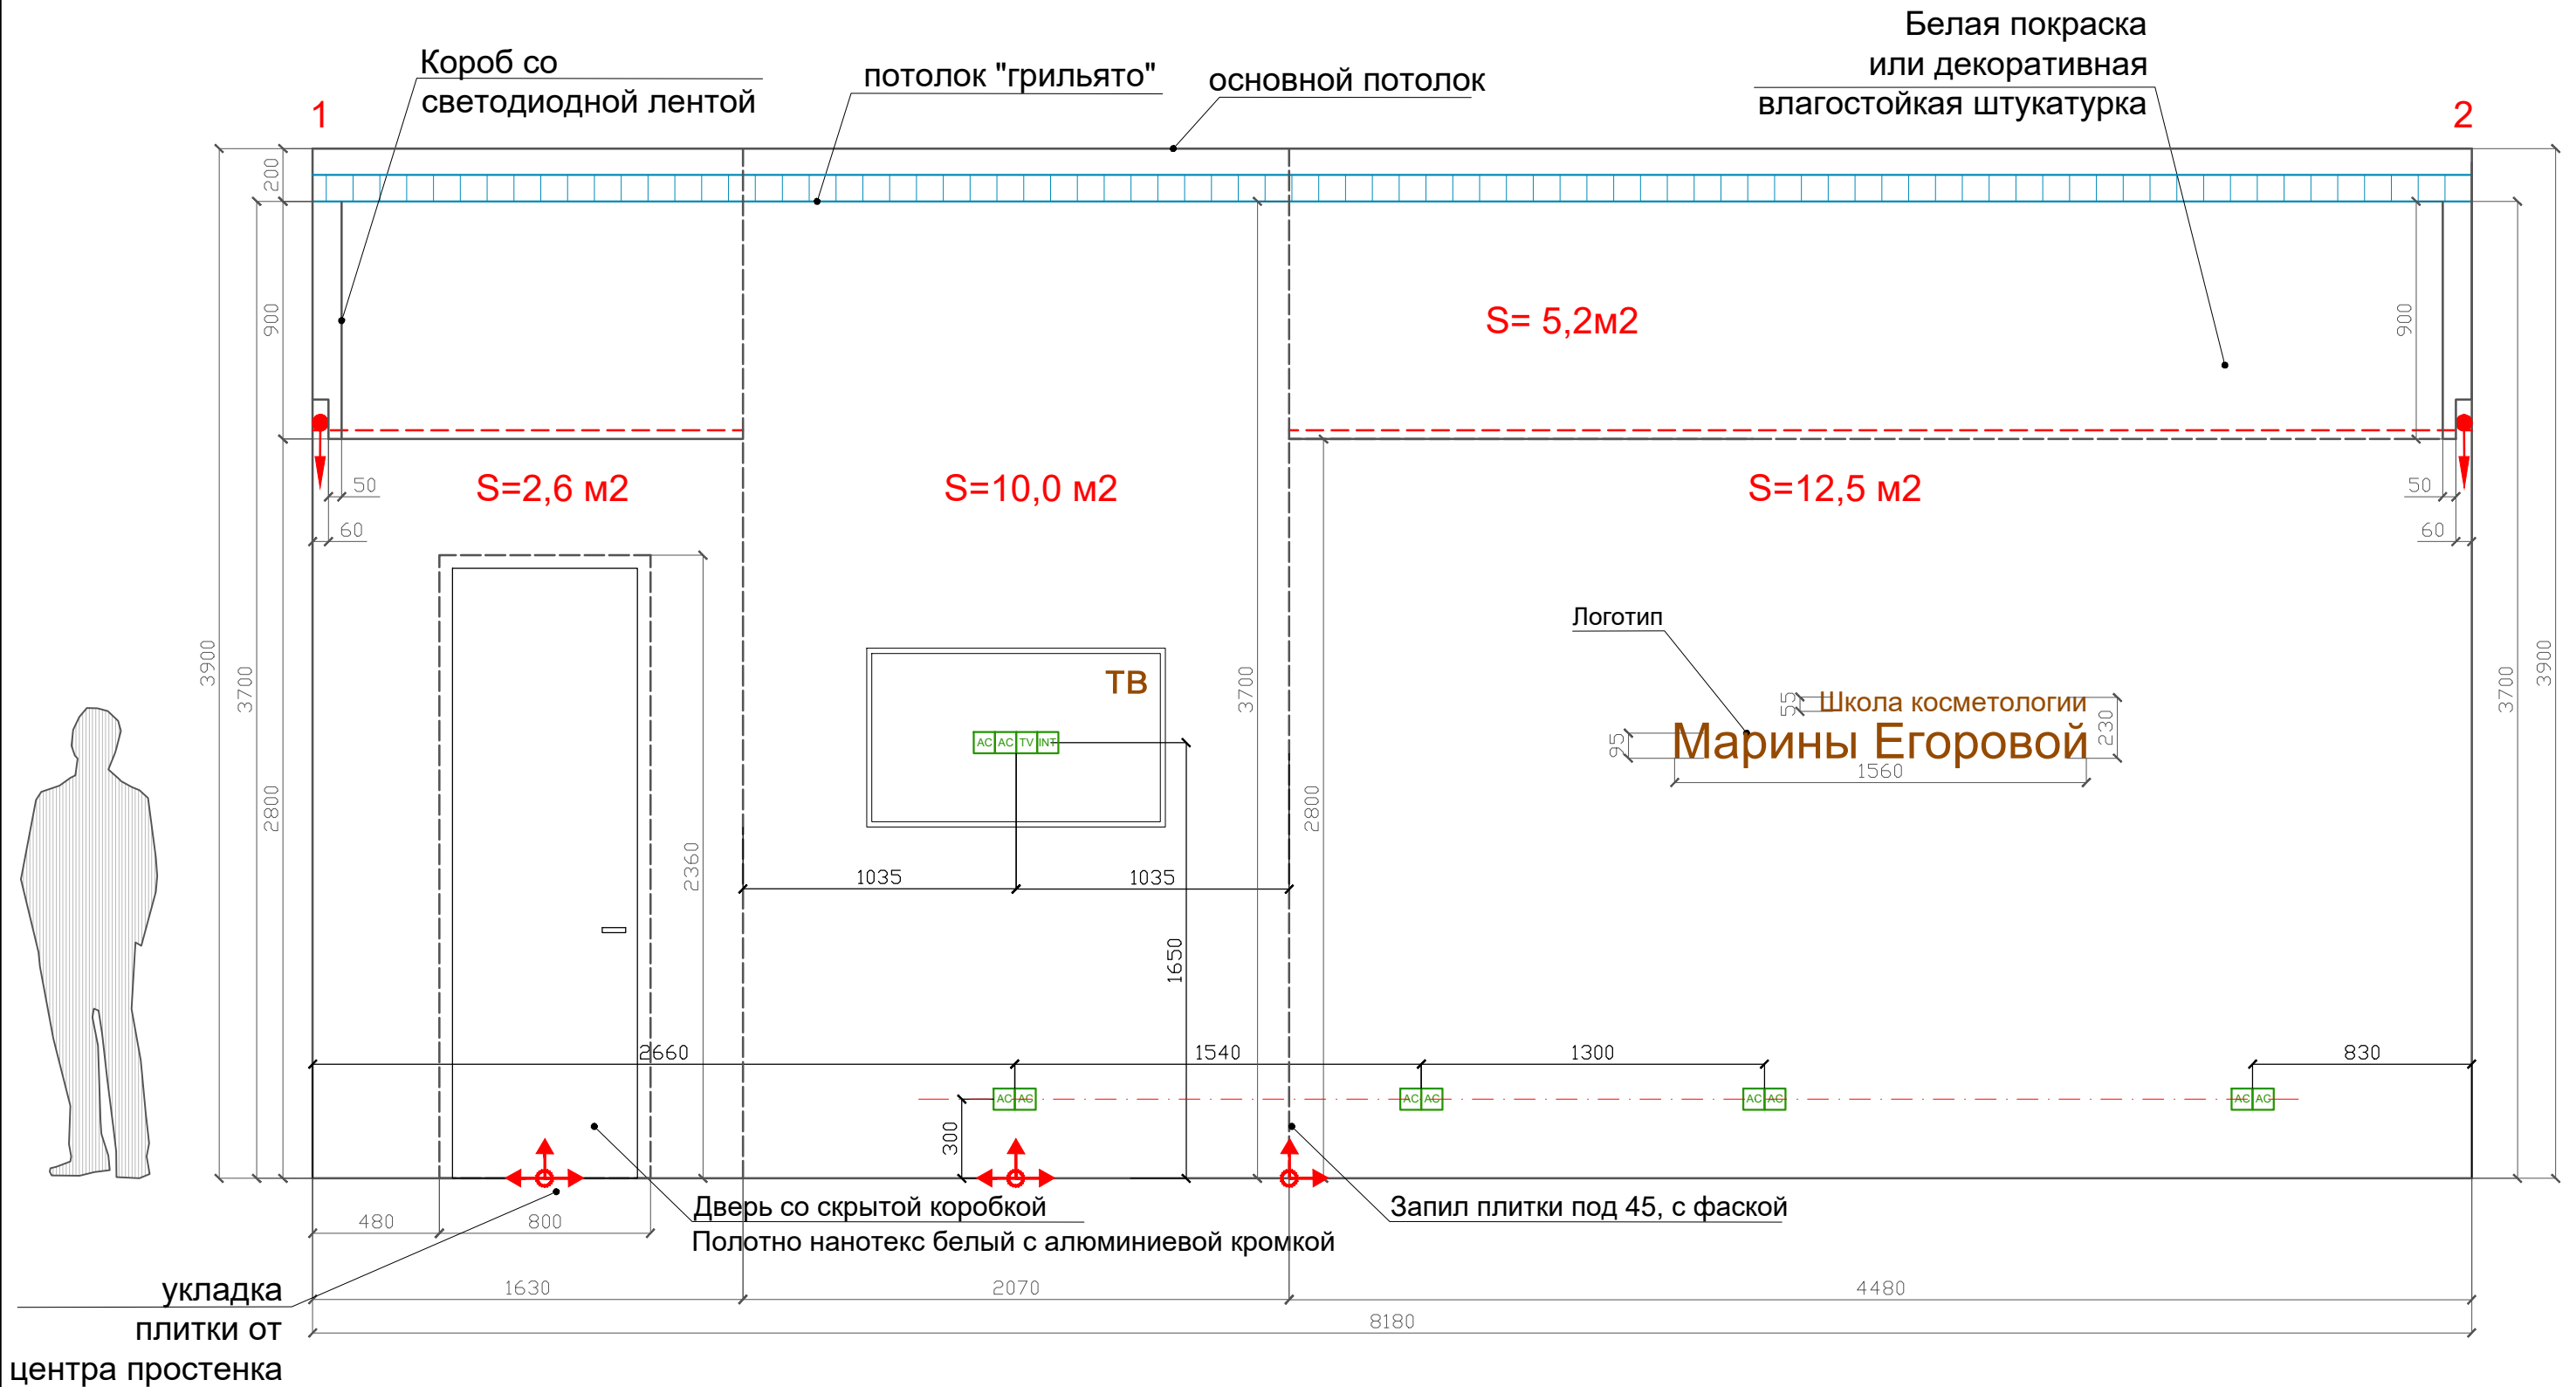 Белая покраска
или декоративная
влагостойкая штукатурка
Короб со
светодиодной лентой
потолок "грильято"
основной потолок
1
2
200
900
S= 5,2м2
900
50
60
S=2,6 м2
S=10,0 м2
S=12,5 м2
50
60
Логотип
3900
3700
2800
2360
ТВ
AC AC TV INT
3700
2800
55
Школа косметологии
95
Марины Егоровой
230
1560
3700
3900
1035
1035
1650
2660
1540
1300
830
AC AC
AC AC
AC AC
AC AC
300
480
800
Дверь со скрытой коробкой
Полотно нанотекс белый с алюминиевой кромкой
Запил плитки под 45, с фаской
укладка
плитки от
центра простенка
1630
2070
4480
8180